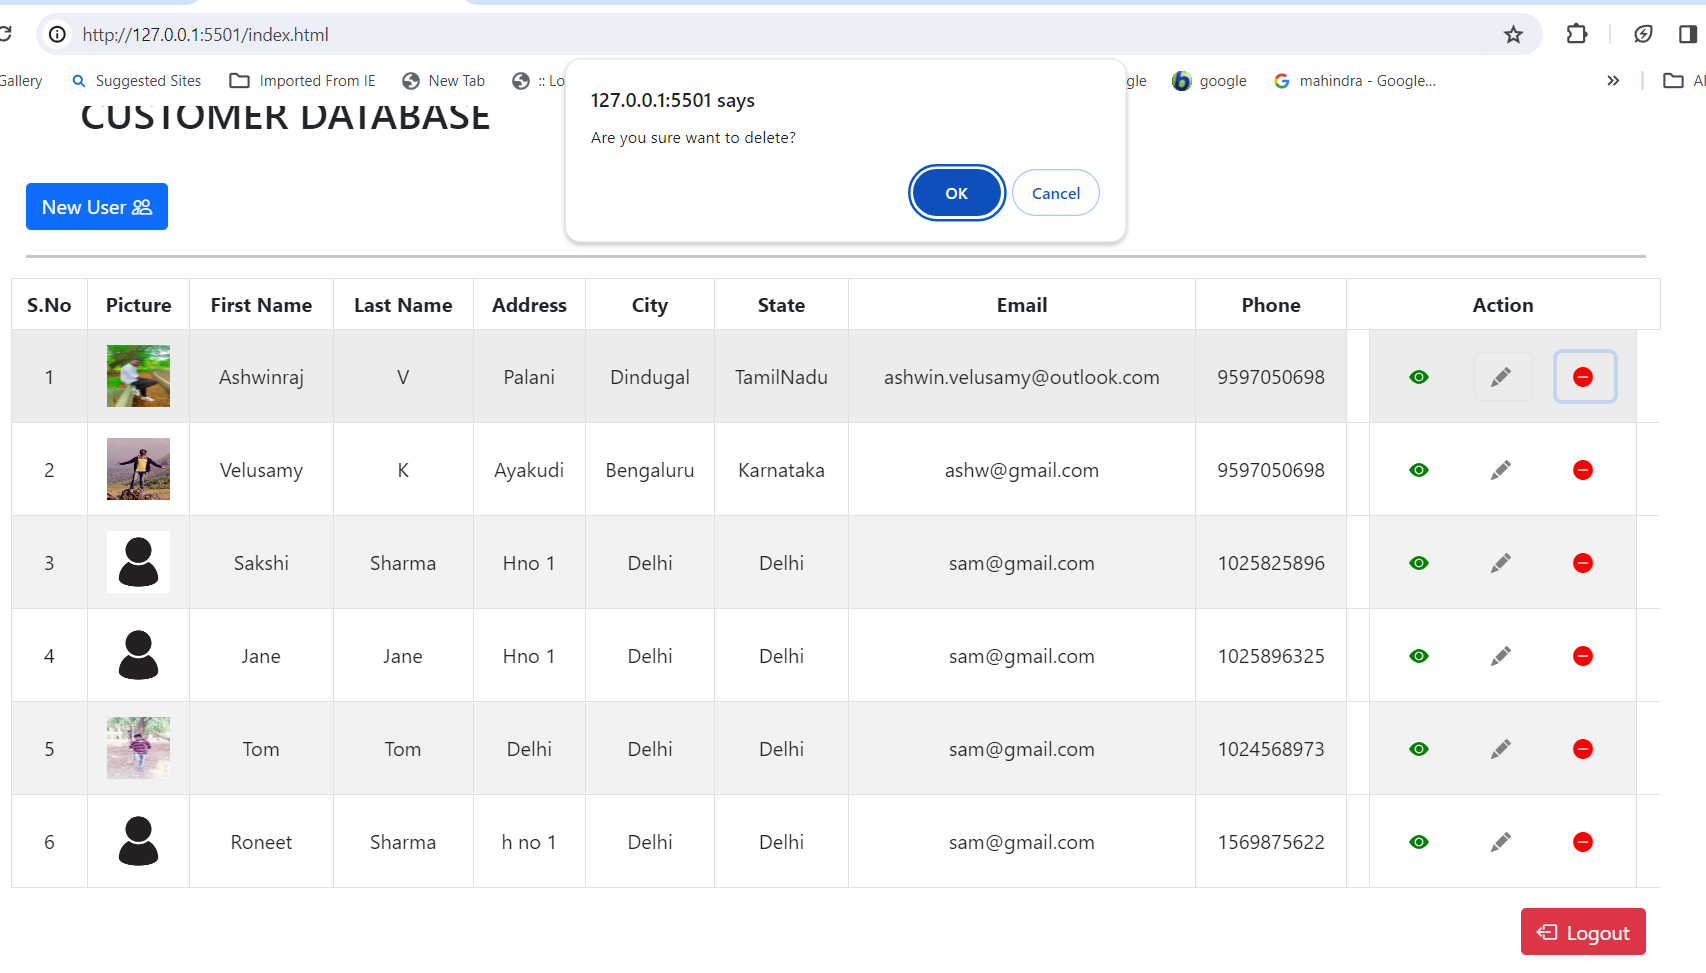 http://127.0.0.1:5501/index.html
Gallery Suggested Sites Imported From IE New Tab :: Lo gle google mahindra - Google...
127.0.0.1:5501 says
Are you sure want to delete?
OK Cancel
CUSTOMER DATABASE
New User
S.No Picture First Name Last Name Address City State Email Phone Action
1 Ashwinraj V Palani Dindugal TamilNadu ashwin.velusamy@outlook.com 9597050698
2 Velusamy K Ayakudi Bengaluru Karnataka ashw@gmail.com 9597050698
3 Sakshi Sharma Hno 1 Delhi Delhi sam@gmail.com 1025825896
4 Jane Jane Hno 1 Delhi Delhi sam@gmail.com 1025896325
5 Tom Tom Delhi Delhi Delhi sam@gmail.com 1024568973
6 Roneet Sharma h no 1 Delhi Delhi sam@gmail.com 1569875622
Logout